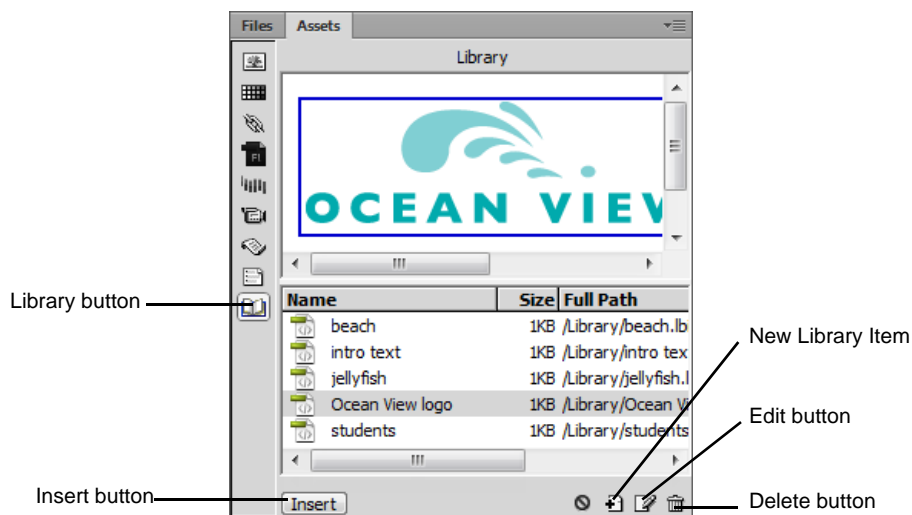 Files Assets
Library
OCEAN VIEW
Fl
Library button
Name Size Full Path
beach 1KB /Library/beach.lb
intro text 1KB /Library/intro tex
jellyfish 1KB /Library/jellyfish.l
Ocean View logo 1KB /Library/Ocean Vi
students 1KB /Library/students
New Library Item
Edit button
Insert button
Insert
Delete button